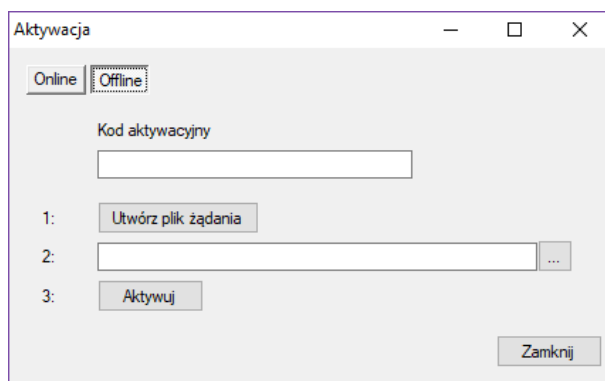 Aktywacja
Online Offline
Kod aktywacyjny
1: Utwórz plik żądania
2: ...
3: Aktywuj
Zamknij